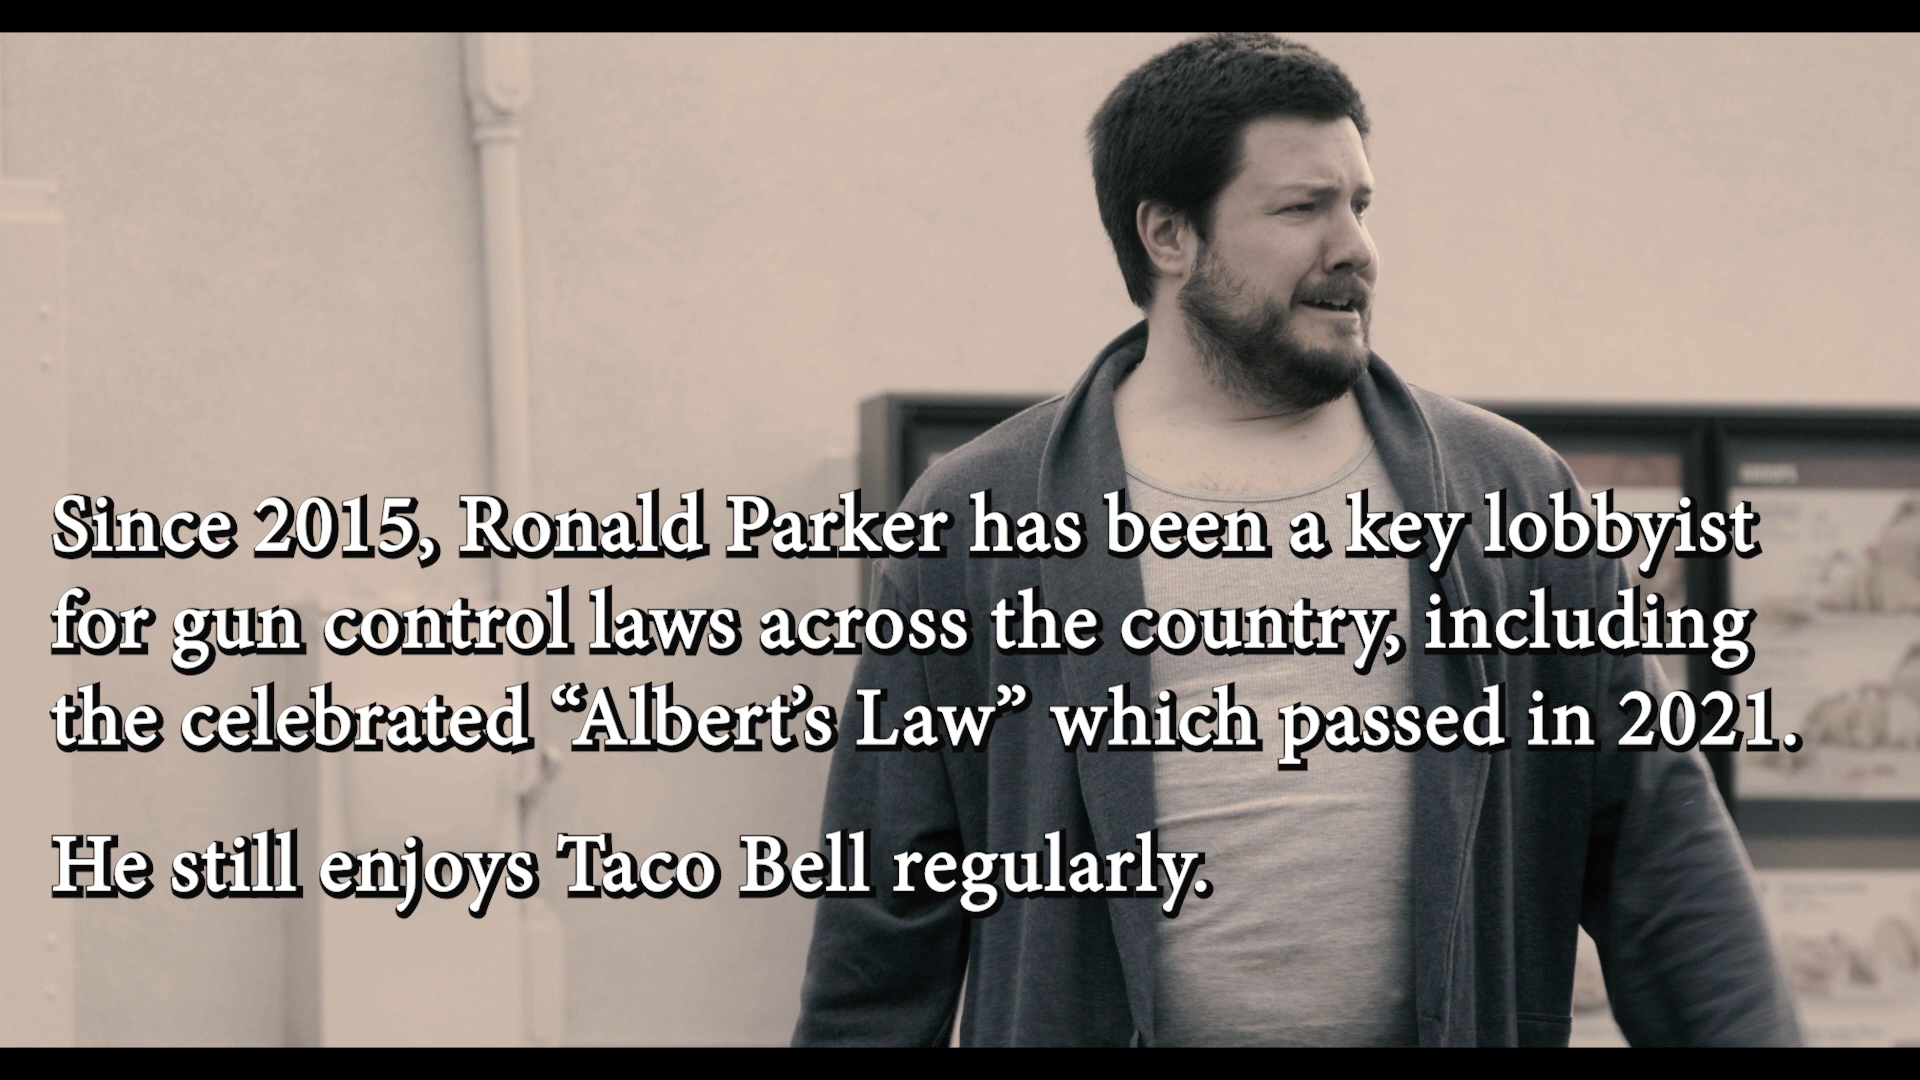 Since 2015, Ronald Parker has been a key lobbyist
for gun control laws across the country, including
the celebrated “Albert’s Law” which passed in 2021.
He still enjoys Taco Bell regularly.